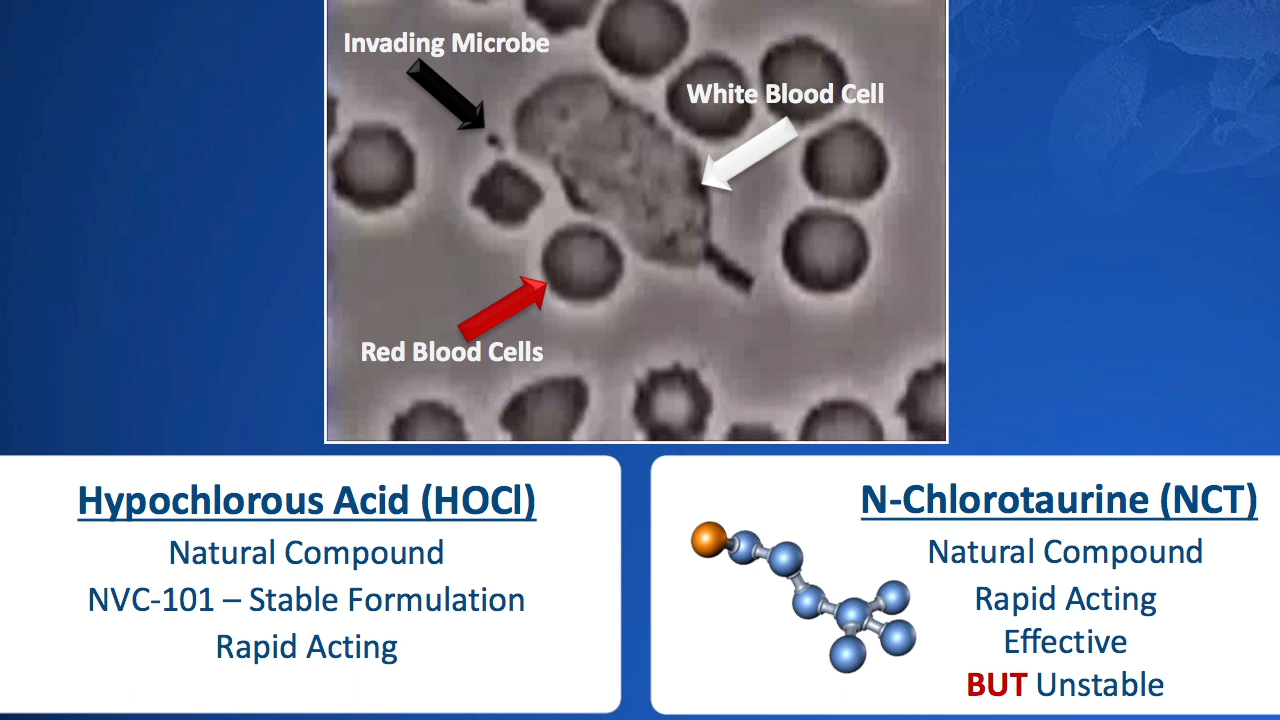 Invading Microbe
White Blood Cell
Red Blood Cells
Hypochlorous Acid (HOCl)
Natural Compound
NVC-101 – Stable Formulation
Rapid Acting
N-Chlorotaurine (NCT)
Natural Compound
Rapid Acting
Effective
BUT Unstable